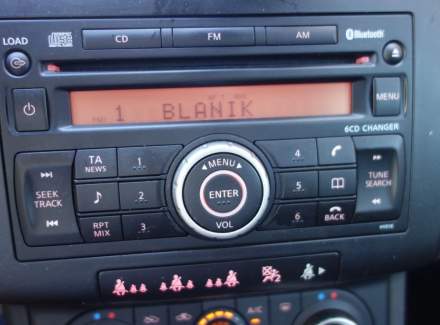 LOAD CD FM AM Bluetooth
1 BLANIK MENU
6CD CHANGER
TA NEWS 1 MENU 4
SEEK TRACK 2 ENTER 5 TUNE SEARCH
RPT MIX 3 VOL 6 BACK
A/C